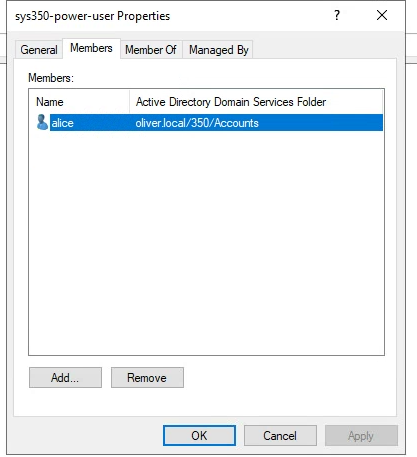 sys350-power-user Properties ?
General Members Member Of Managed By
Members:
Name Active Directory Domain Services Folder
alice oliver.local/350/Accounts
Add... Remove
OK Cancel Apply